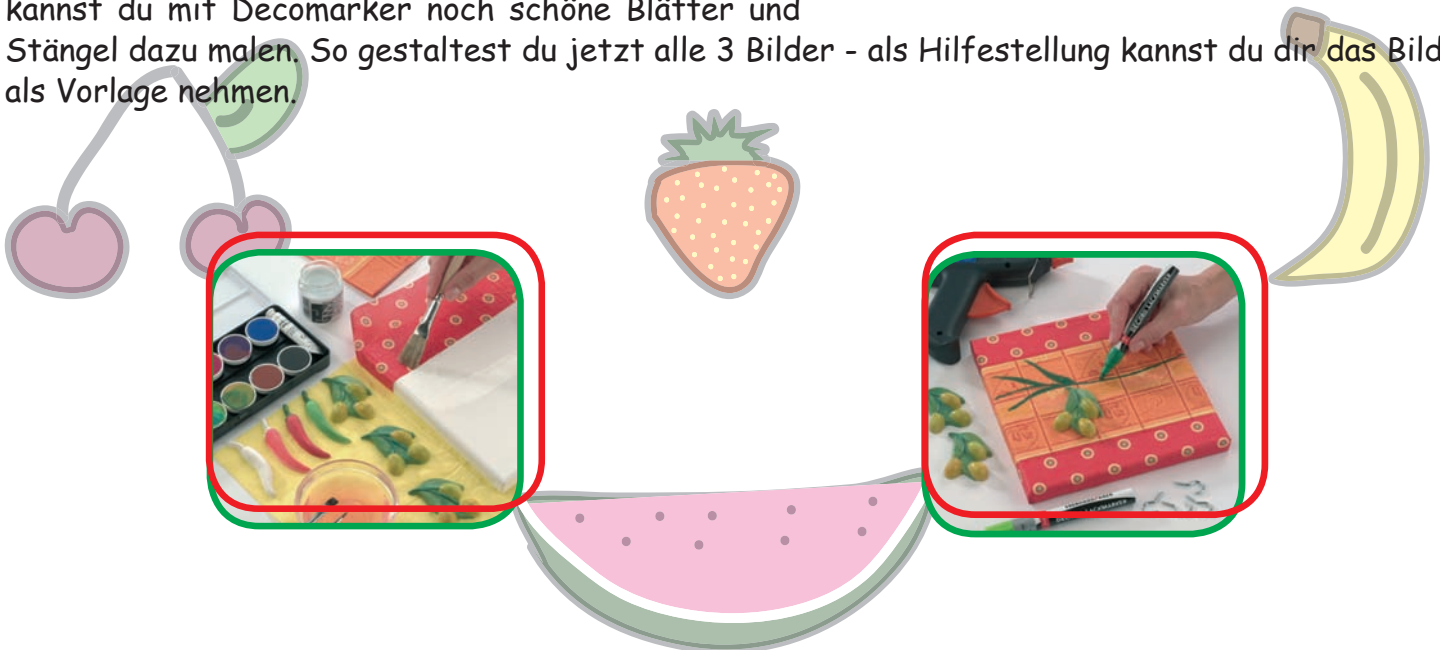 kannst du mit Decomarker noch schöne Blätter und
Stängel dazu malen. So gestaltest du jetzt alle 3 Bilder - als Hilfestellung kannst du dir das Bild
als Vorlage nehmen.